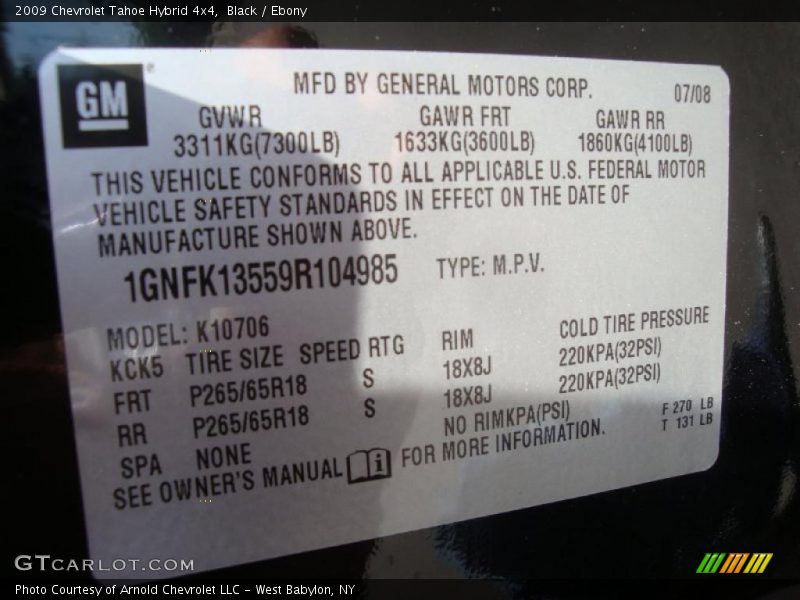 2009 Chevrolet Tahoe Hybrid 4x4, Black / Ebony
GM
MFD BY GENERAL MOTORS CORP. 07/08
GVWR GAWR FRT GAWR RR
3311KG(7300LB) 1633KG(3600LB) 1860KG(4100LB)
THIS VEHICLE CONFORMS TO ALL APPLICABLE U.S. FEDERAL MOTOR
VEHICLE SAFETY STANDARDS IN EFFECT ON THE DATE OF
MANUFACTURE SHOWN ABOVE.
1GNFK13559R104985 TYPE: M.P.V.
MODEL: K10706
KCK5 TIRE SIZE SPEED RTG RIM COLD TIRE PRESSURE
FRT P265/65R18 S 18X8J 220KPA(32PSI)
RR P265/65R18 S 18X8J 220KPA(32PSI)
SPA NONE NO RIMKPA(PSI) F 270 LB
SEE OWNER'S MANUAL FOR MORE INFORMATION. T 131 LB
GTCARLOT.COM
Photo Courtesy of Arnold Chevrolet LLC - West Babylon, NY